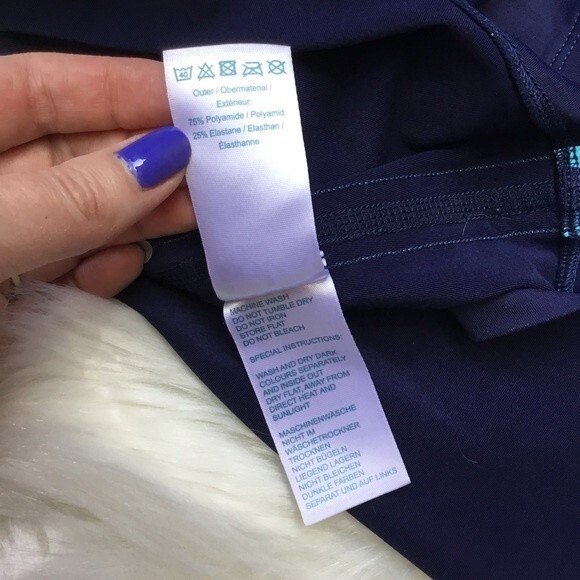 40
Outer / Obermaterial /
Extérieur:
75% Polyamide / Polyamid
25% Elastane / Elasthan /
Élasthanne
MACHINE WASH
DO NOT TUMBLE DRY
DO NOT IRON
STORE FLAT
DO NOT BLEACH
SPECIAL INSTRUCTIONS:
WASH AND DRY DARK
COLOURS SEPARATELY
AND INSIDE OUT
DRY FLAT, AWAY FROM
DIRECT HEAT AND
SUNLIGHT
MASCHINENWÄSCHE
NICHT IM
WÄSCHETROCKNER
TROCKNEN
NICHT BÜGELN
LIEGEND LAGERN
NICHT BLEICHEN
DUNKLE FARBEN
SEPARAT UND AUF LINKS